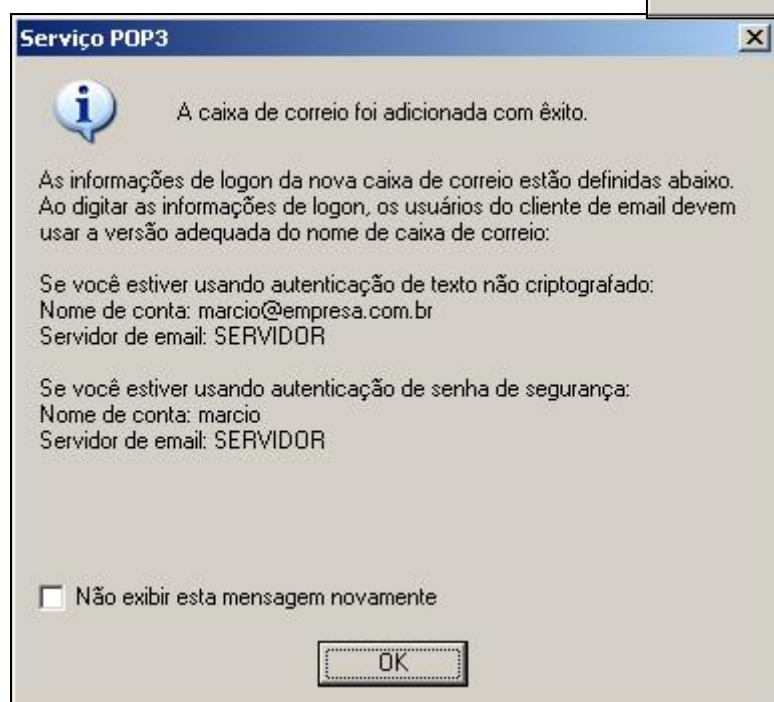 Serviço POP3
A caixa de correio foi adicionada com êxito.
As informações de logon da nova caixa de correio estão definidas abaixo.
Ao digitar as informações de logon, os usuários do cliente de email devem
usar a versão adequada do nome de caixa de correio:
Se você estiver usando autenticação de texto não criptografado:
Nome de conta: marcio@empresa.com.br
Servidor de email: SERVIDOR
Se você estiver usando autenticação de senha de segurança:
Nome de conta: marcio
Servidor de email: SERVIDOR
Não exibir esta mensagem novamente
OK